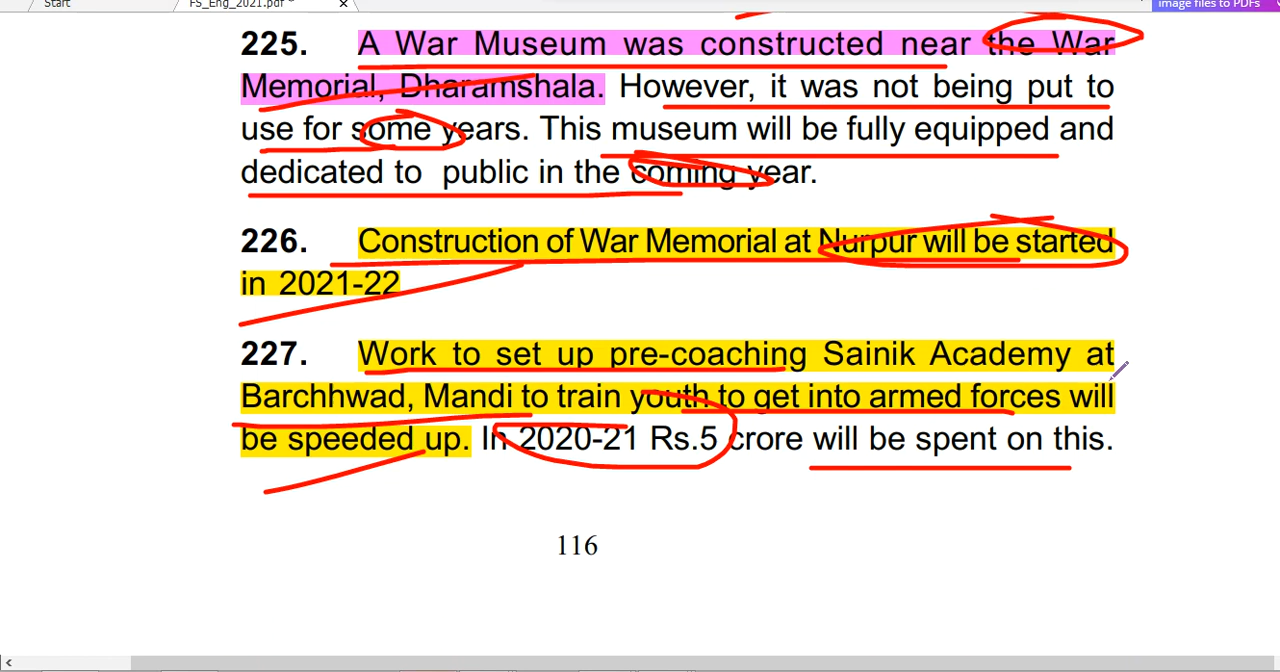 Start
FS_Eng_2021.pdf *
image files to PDFs
225. A War Museum was constructed near the War
Memorial, Dharamshala. However, it was not being put to
use for some years. This museum will be fully equipped and
dedicated to public in the coming year.
226. Construction of War Memorial at Nurpur will be started
in 2021-22
227. Work to set up pre-coaching Sainik Academy at
Barchhwad, Mandi to train youth to get into armed forces will
be speeded up. In 2020-21 Rs.5 crore will be spent on this.
116